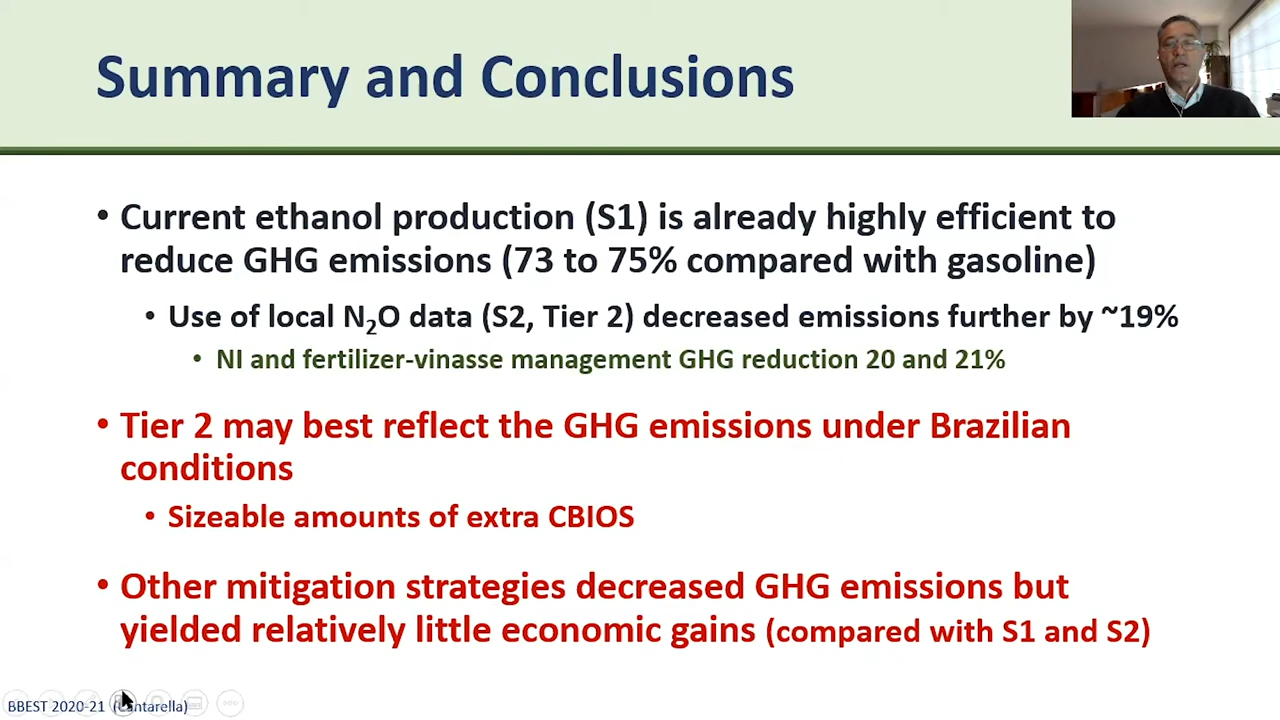 Summary and Conclusions
• Current ethanol production (S1) is already highly efficient to
reduce GHG emissions (73 to 75% compared with gasoline)
• Use of local N₂O data (S2, Tier 2) decreased emissions further by ~19%
• NI and fertilizer-vinasse management GHG reduction 20 and 21%
• Tier 2 may best reflect the GHG emissions under Brazilian
conditions
• Sizeable amounts of extra CBIOS
• Other mitigation strategies decreased GHG emissions but
yielded relatively little economic gains (compared with S1 and S2)
BBEST 2020-21 (Cantarella)